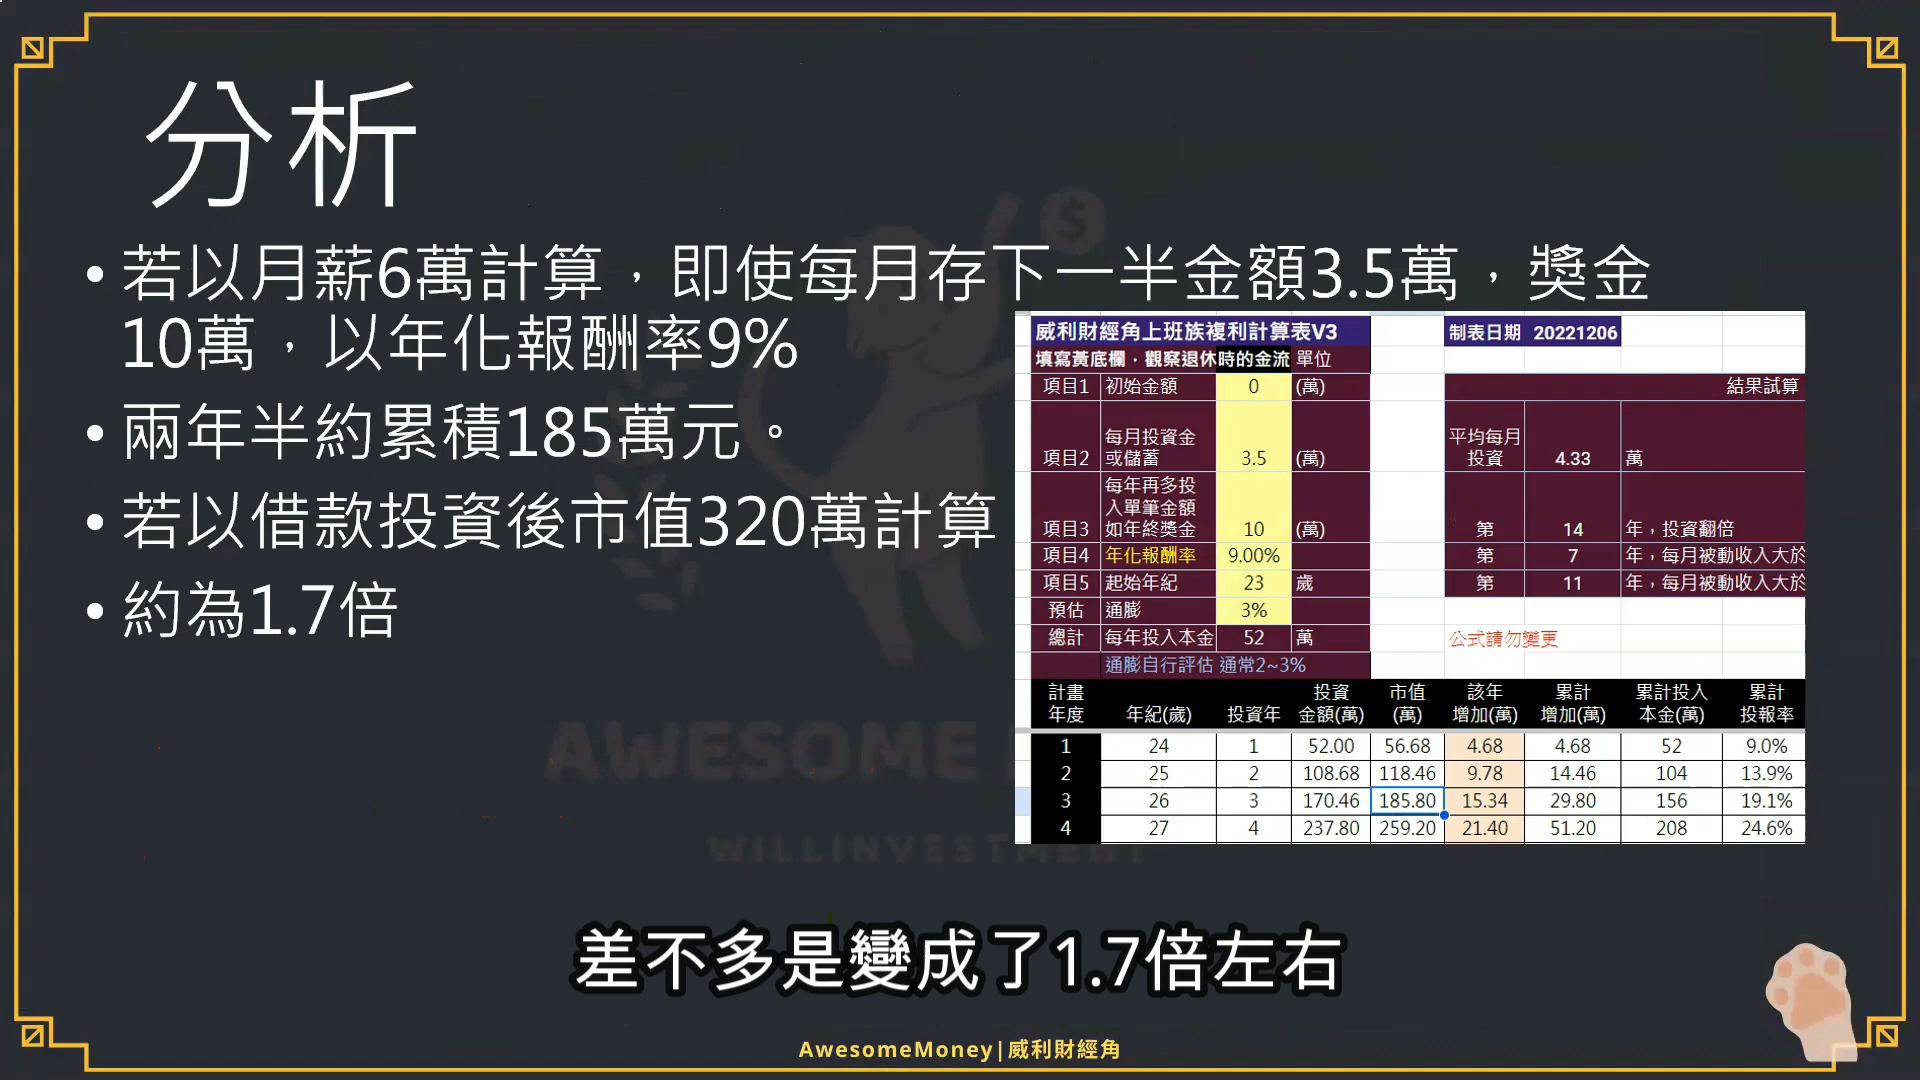 分析
• 若以月薪6萬計算，即使每月存下一半金額3.5萬，獎金
10萬，以年化報酬率9%
• 兩年半約累積185萬元。
• 若以借款投資後市值320萬計算
• 約為1.7倍
威利財經角上班族複利計算表V3 制表日期 20221206
填寫黃底欄，觀察退休時的金流 單位
項目1 初始金額 0 (萬) 結果試算
項目2 每月投資金或儲蓄 3.5 (萬) 平均每月投資 4.33 萬
項目3 每年再多投入單筆金額如年終獎金 10 (萬) 第 14 年，投資翻倍
項目4 年化報酬率 9.00% 第 7 年，每月被動收入大於
項目5 起始年紀 23 歲 第 11 年，每月被動收入大於
預估 通膨 3%
總計 每年投入本金 52 萬 公式請勿變更
通膨自行評估 通常2~3%
計畫年度 年紀(歲) 投資年 投資金額(萬) 市值(萬) 該年增加(萬) 累計增加(萬) 累計投入本金(萬) 累計投報率
1 24 1 52.00 56.68 4.68 4.68 52 9.0%
2 25 2 108.68 118.46 9.78 14.46 104 13.9%
3 26 3 170.46 185.80 15.34 29.80 156 19.1%
4 27 4 237.80 259.20 21.40 51.20 208 24.6%
AWESOME
WILLINVESTMENT
差不多是變成了1.7倍左右
AwesomeMoney|威利財經角